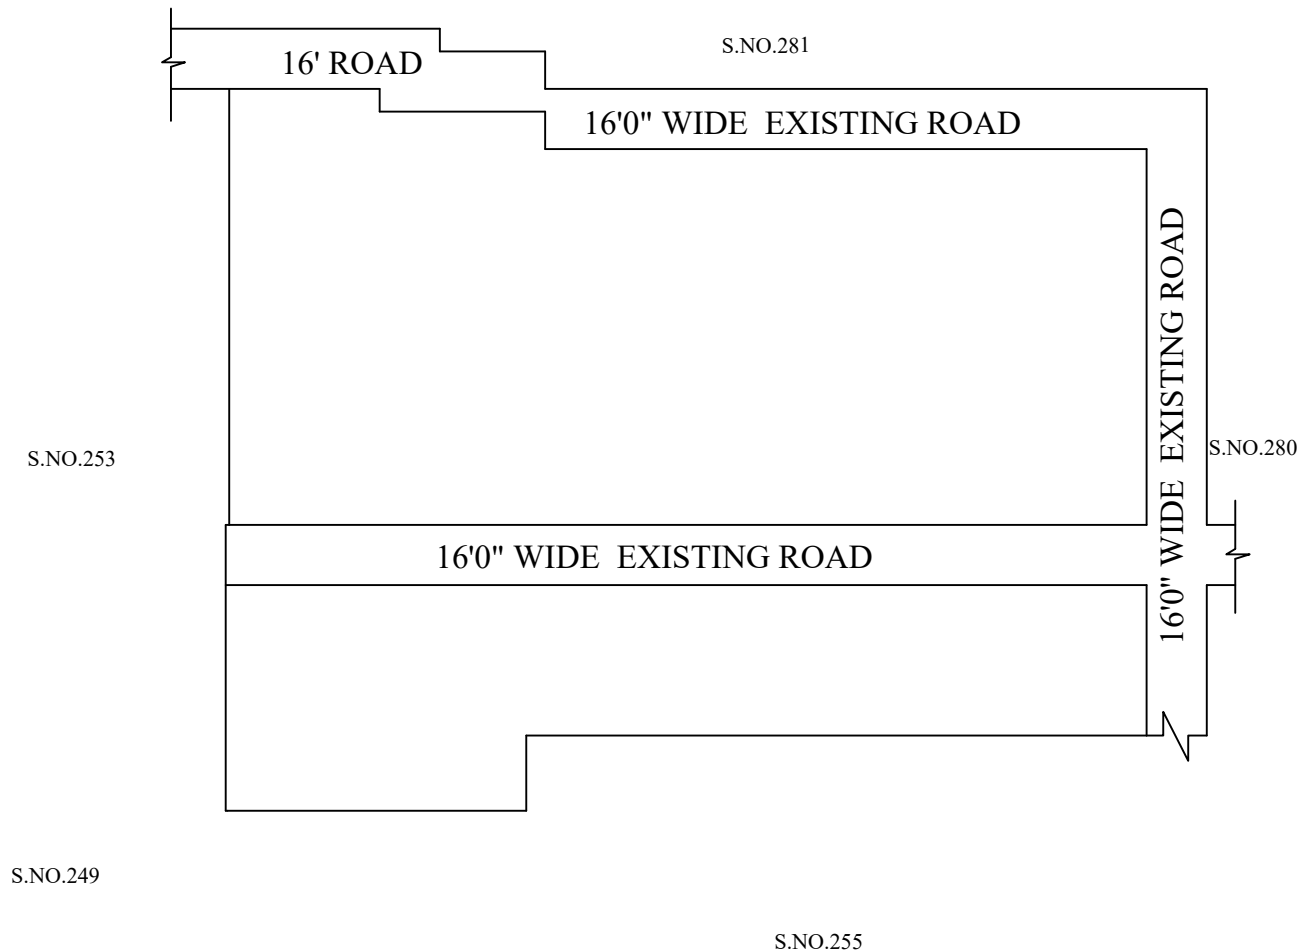 S.NO.281
16' ROAD
16'0" WIDE EXISTING ROAD
16'0" WIDE EXISTING ROAD
S.NO.280
S.NO.253
16'0" WIDE EXISTING ROAD
S.NO.249
S.NO.255